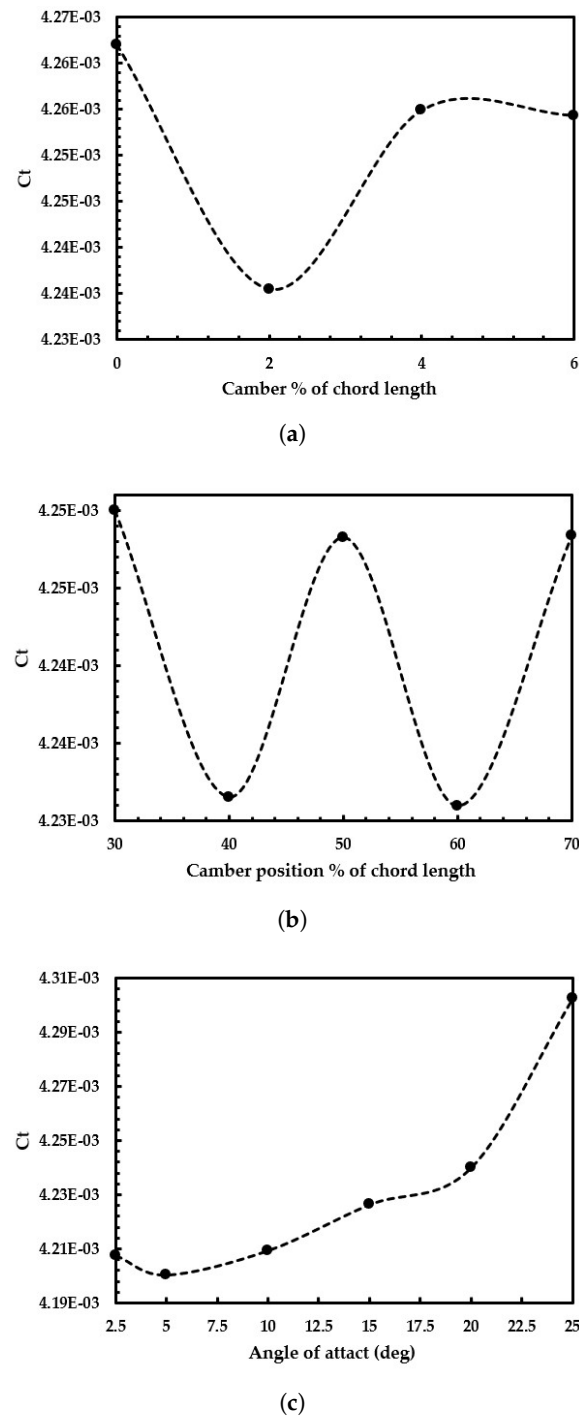 4.27E-03
4.26E-03
4.26E-03
4.25E-03
4.25E-03
4.24E-03
4.24E-03
4.23E-03
Ct
0 2 4 6
Camber % of chord length
(a)
4.25E-03
4.25E-03
4.24E-03
4.24E-03
4.23E-03
Ct
30 40 50 60 70
Camber position % of chord length
(b)
4.31E-03
4.29E-03
4.27E-03
4.25E-03
4.23E-03
4.21E-03
4.19E-03
Ct
2.5 5 7.5 10 12.5 15 17.5 20 22.5 25
Angle of attact (deg)
(c)